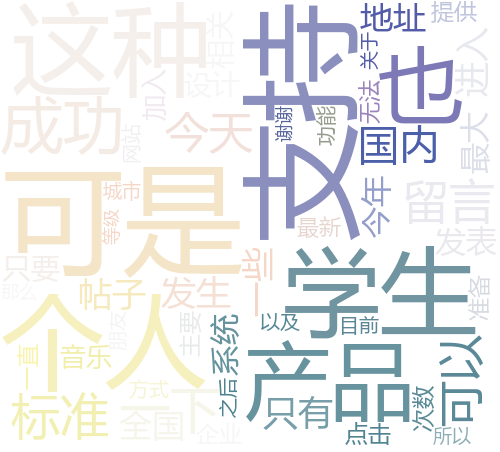 这种
支持
地址
提供
相关
关于
也
进入
设计
加入
成功
今天
网站
谢谢
功能
无法
国内
最大
可是
城市
等级
最新
今年
留言
发表
只要
那么
帖子
发生
一些
学生
准备
个人
朋友
主要
系统
以及
目前
可以
一直
音乐
产品
标准
方式
下
之后
只有
次数
全国
企业
点击
所以